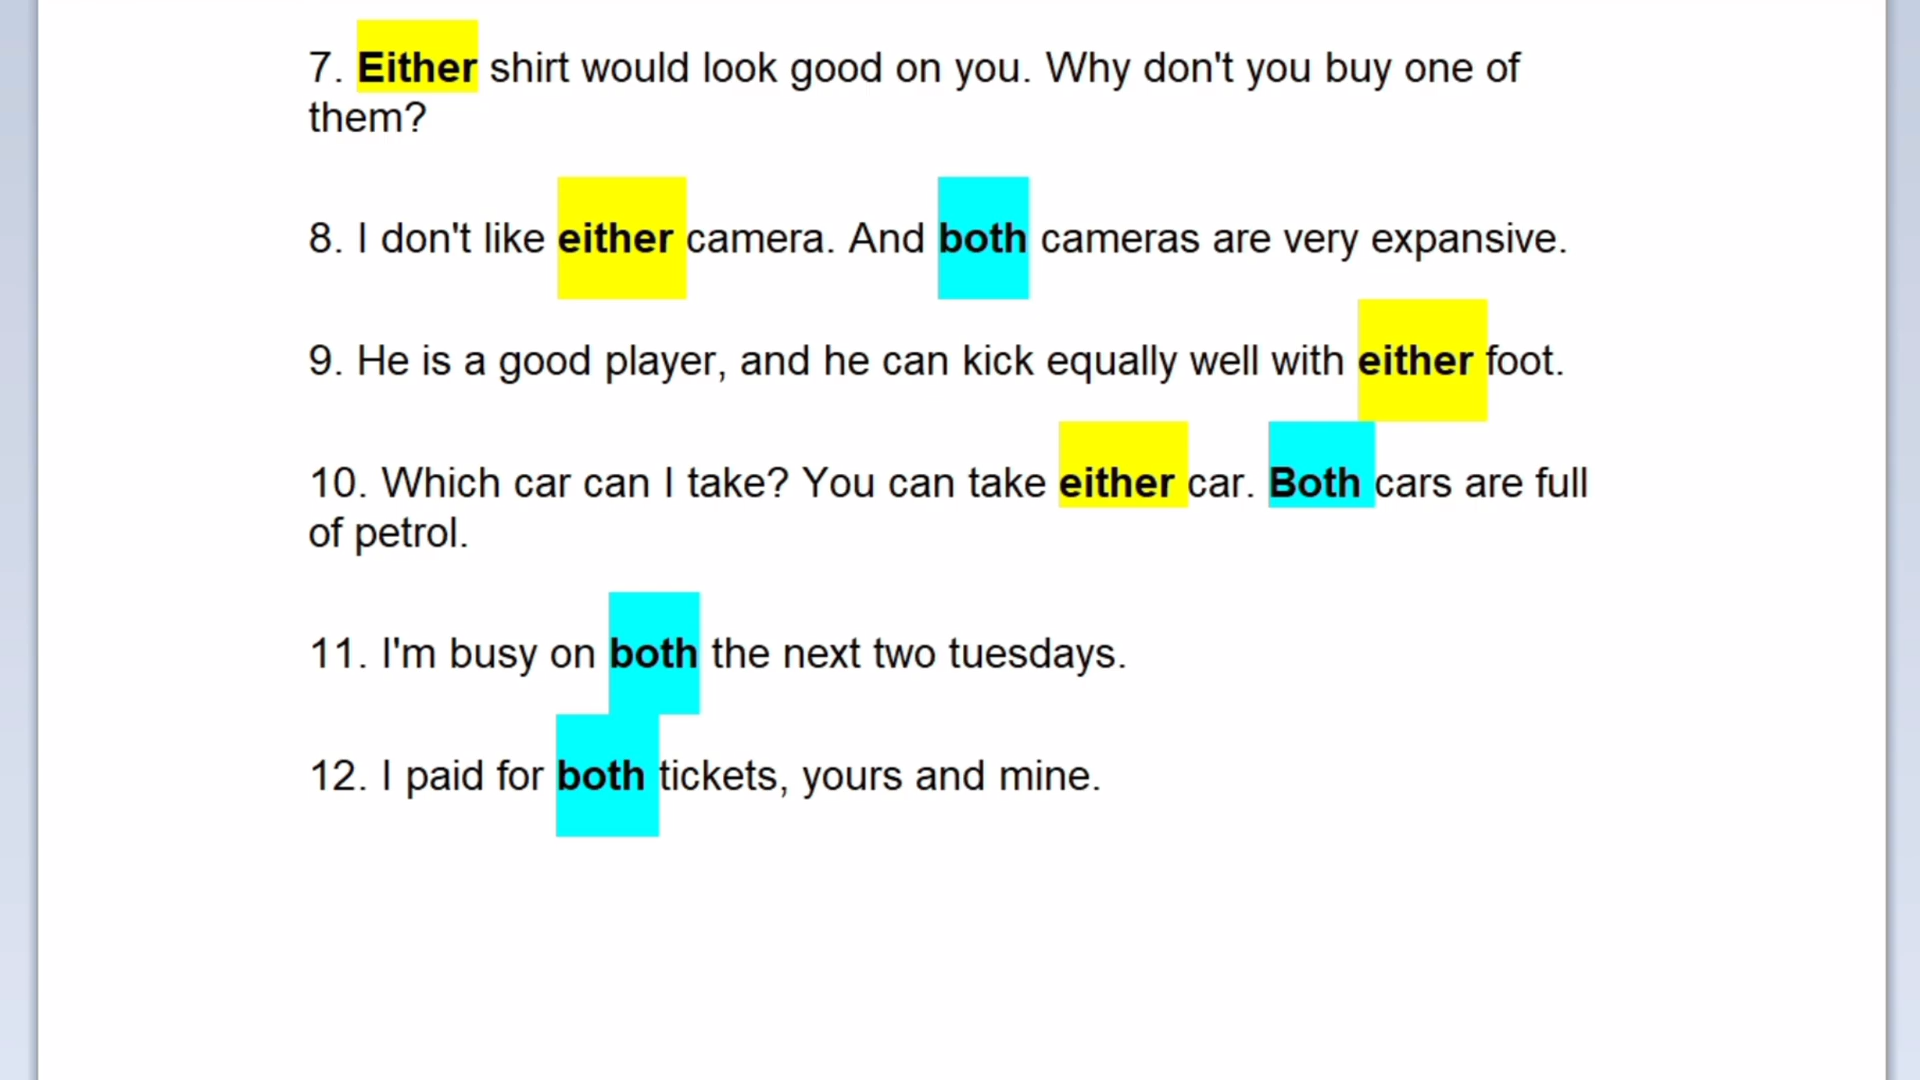 7. Either shirt would look good on you. Why don't you buy one of
them?
8. I don't like either camera. And both cameras are very expansive.
9. He is a good player, and he can kick equally well with either foot.
10. Which car can I take? You can take either car. Both cars are full
of petrol.
11. I'm busy on both the next two tuesdays.
12. I paid for both tickets, yours and mine.